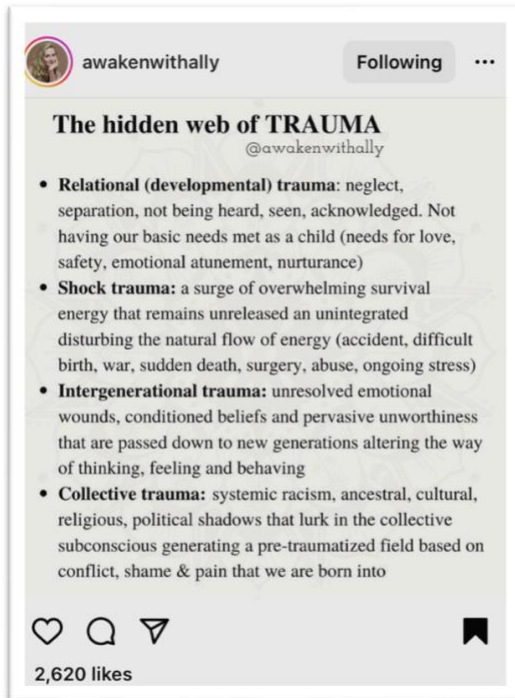 awakenwithally
Following
The hidden web of TRAUMA
@awakenwithally
• Relational (developmental) trauma: neglect,
separation, not being heard, seen, acknowledged. Not
having our basic needs met as a child (needs for love,
safety, emotional atunement, nurturance)
• Shock trauma: a surge of overwhelming survival
energy that remains unreleased an unintegrated
disturbing the natural flow of energy (accident, difficult
birth, war, sudden death, surgery, abuse, ongoing stress)
• Intergenerational trauma: unresolved emotional
wounds, conditioned beliefs and pervasive unworthiness
that are passed down to new generations altering the way
of thinking, feeling and behaving
• Collective trauma: systemic racism, ancestral, cultural,
religious, political shadows that lurk in the collective
subconscious generating a pre-traumatized field based on
conflict, shame & pain that we are born into
2,620 likes